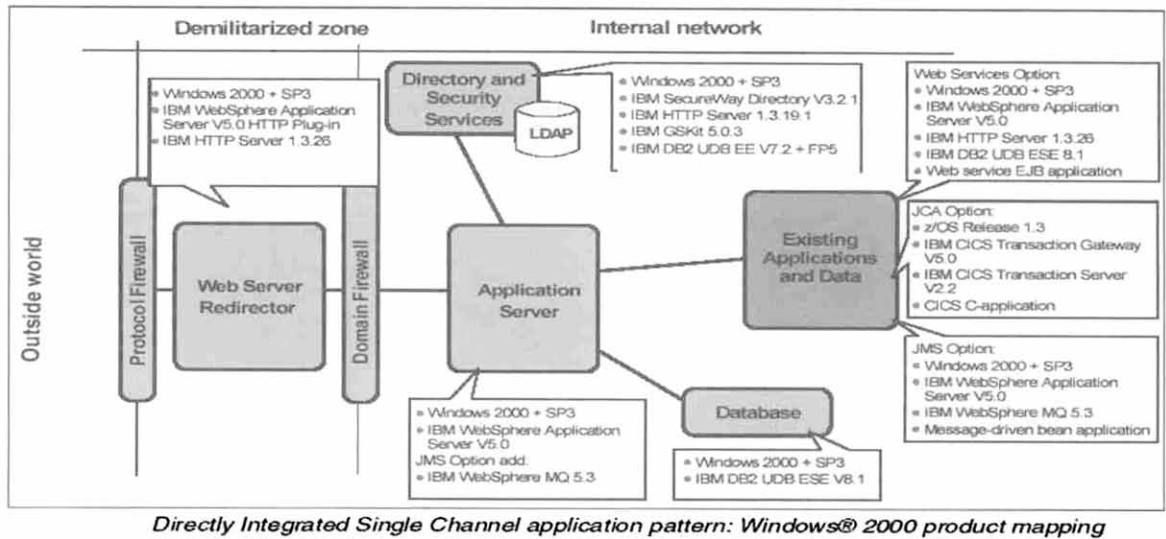 Demilitarized zone
Internal network
Outside world
Protocol Firewall
• Windows 2000 + SP3
• IBM WebSphere Application
Server V5.0 HTTP Plug-in
• IBM HTTP Server 1.3.26
Web Server
Redirector
Domain Firewall
Directory and
Security
Services
LDAP
• Windows 2000 + SP3
• IBM SecureWay Directory V3.2.1
• IBM HTTP Server 1.3.19.1
• IBM GSKit 5.0.3
• IBM DB2 UDB EE V7.2 + FP5
Application
Server
• Windows 2000 + SP3
• IBM WebSphere Application
Server V5.0
JMS Option add:
• IBM WebSphere MQ 5.3
Existing
Applications
and Data
Web Services Option:
• Windows 2000 + SP3
• IBM WebSphere Application
Server V5.0
• IBM HTTP Server 1.3.26
• IBM DB2 UDB ESE 8.1
• Web service EJB application
JCA Option:
• z/OS Release 1.3
• IBM CICS Transaction Gateway
V5.0
• IBM CICS Transaction Server
V2.2
• CICS C-application
JMS Option:
• Windows 2000 + SP3
• IBM WebSphere Application
Server V5.0
• IBM WebSphere MQ 5.3
• Message-driven bean application
Database
• Windows 2000 + SP3
• IBM DB2 UDB ESE V8.1
Directly Integrated Single Channel application pattern: Windows® 2000 product mapping